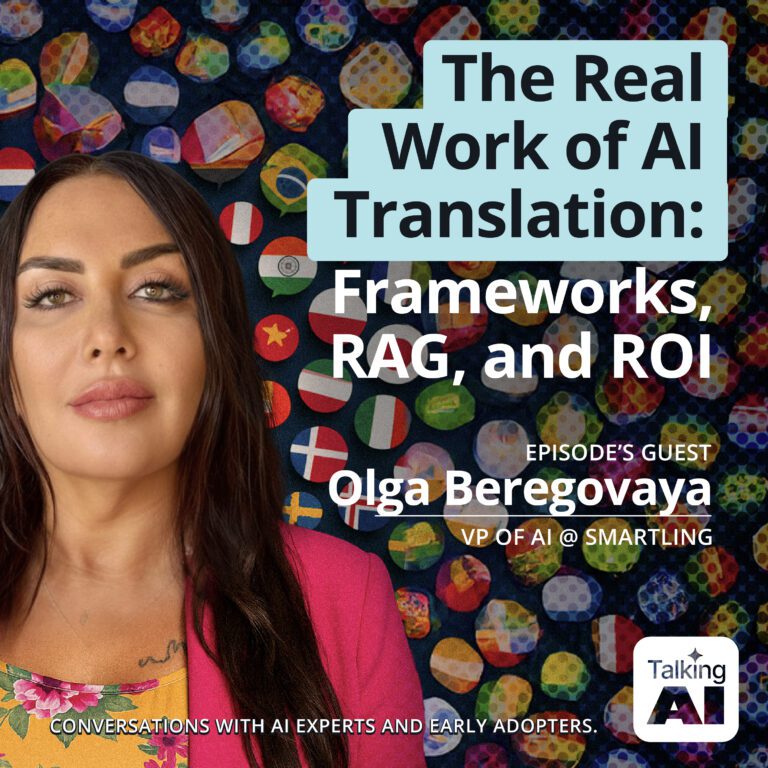 The Real
Work of AI
Translation:
Frameworks,
RAG, and ROI
EPISODE'S GUEST
Olga Beregovaya
VP OF AI @ SMARTLING
Talking
AI
CONVERSATIONS WITH AI EXPERTS AND EARLY ADOPTERS.